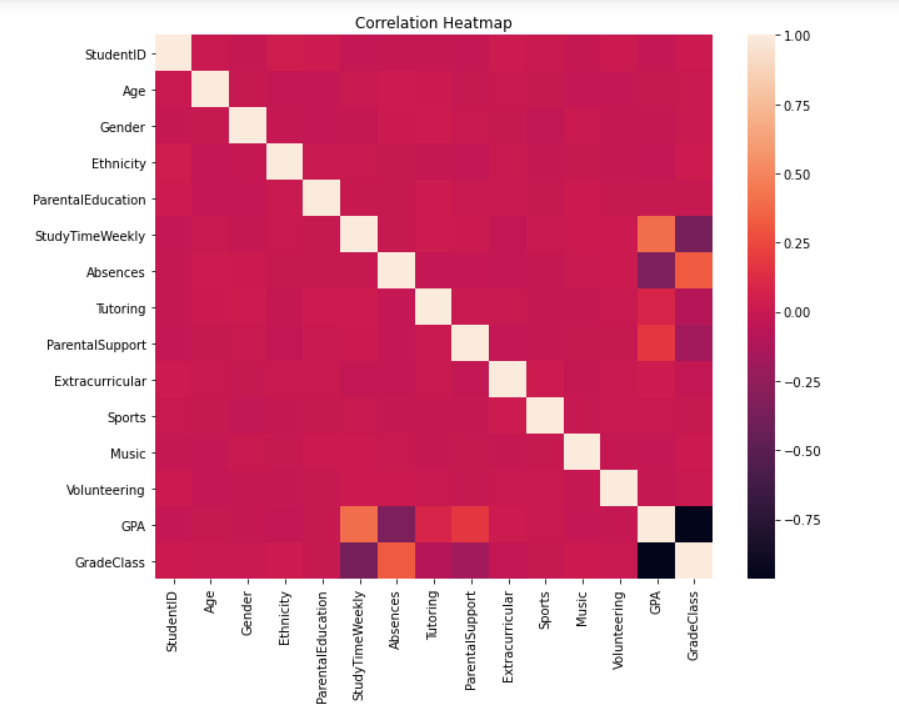 Correlation Heatmap
StudentID
Age
Gender
Ethnicity
ParentalEducation
StudyTimeWeekly
Absences
Tutoring
ParentalSupport
Extracurricular
Sports
Music
Volunteering
GPA
GradeClass
StudentID
Age
Gender
Ethnicity
ParentalEducation
StudyTimeWeekly
Absences
Tutoring
ParentalSupport
Extracurricular
Sports
Music
Volunteering
GPA
GradeClass
1.00
0.75
0.50
0.25
0.00
−0.25
−0.50
−0.75